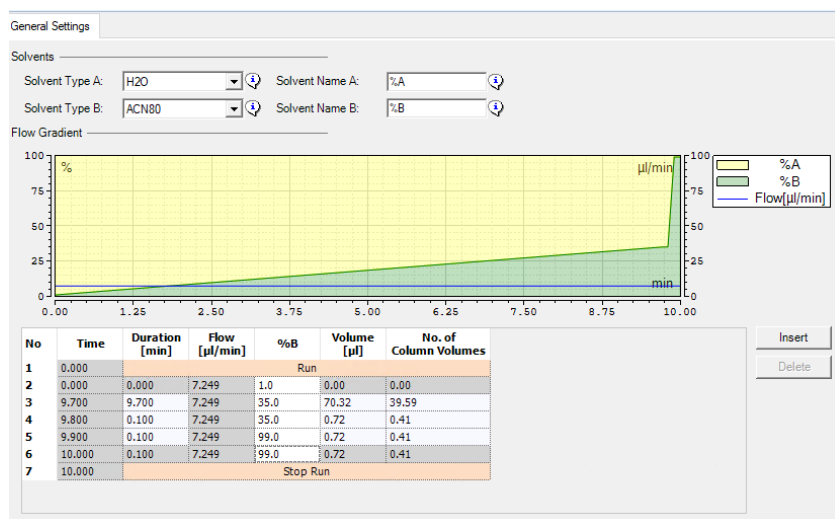 General Settings
Solvents
Solvent Type A: H2O Solvent Name A: %A
Solvent Type B: ACN80 Solvent Name B: %B
Flow Gradient
100 % µl/min 100 %A
75 75 %B
Flow[µl/min]
50 50
25 25
0 min 0
0.00 1.25 2.50 3.75 5.00 6.25 7.50 8.75 10.00
No Time Duration [min] Flow [µl/min] %B Volume [µl] No. of Column Volumes Insert
1 0.000 Run Delete
2 0.000 0.000 7.249 1.0 0.00 0.00
3 9.700 9.700 7.249 35.0 70.32 39.59
4 9.800 0.100 7.249 35.0 0.72 0.41
5 9.900 0.100 7.249 99.0 0.72 0.41
6 10.000 0.100 7.249 99.0 0.72 0.41
7 10.000 Stop Run